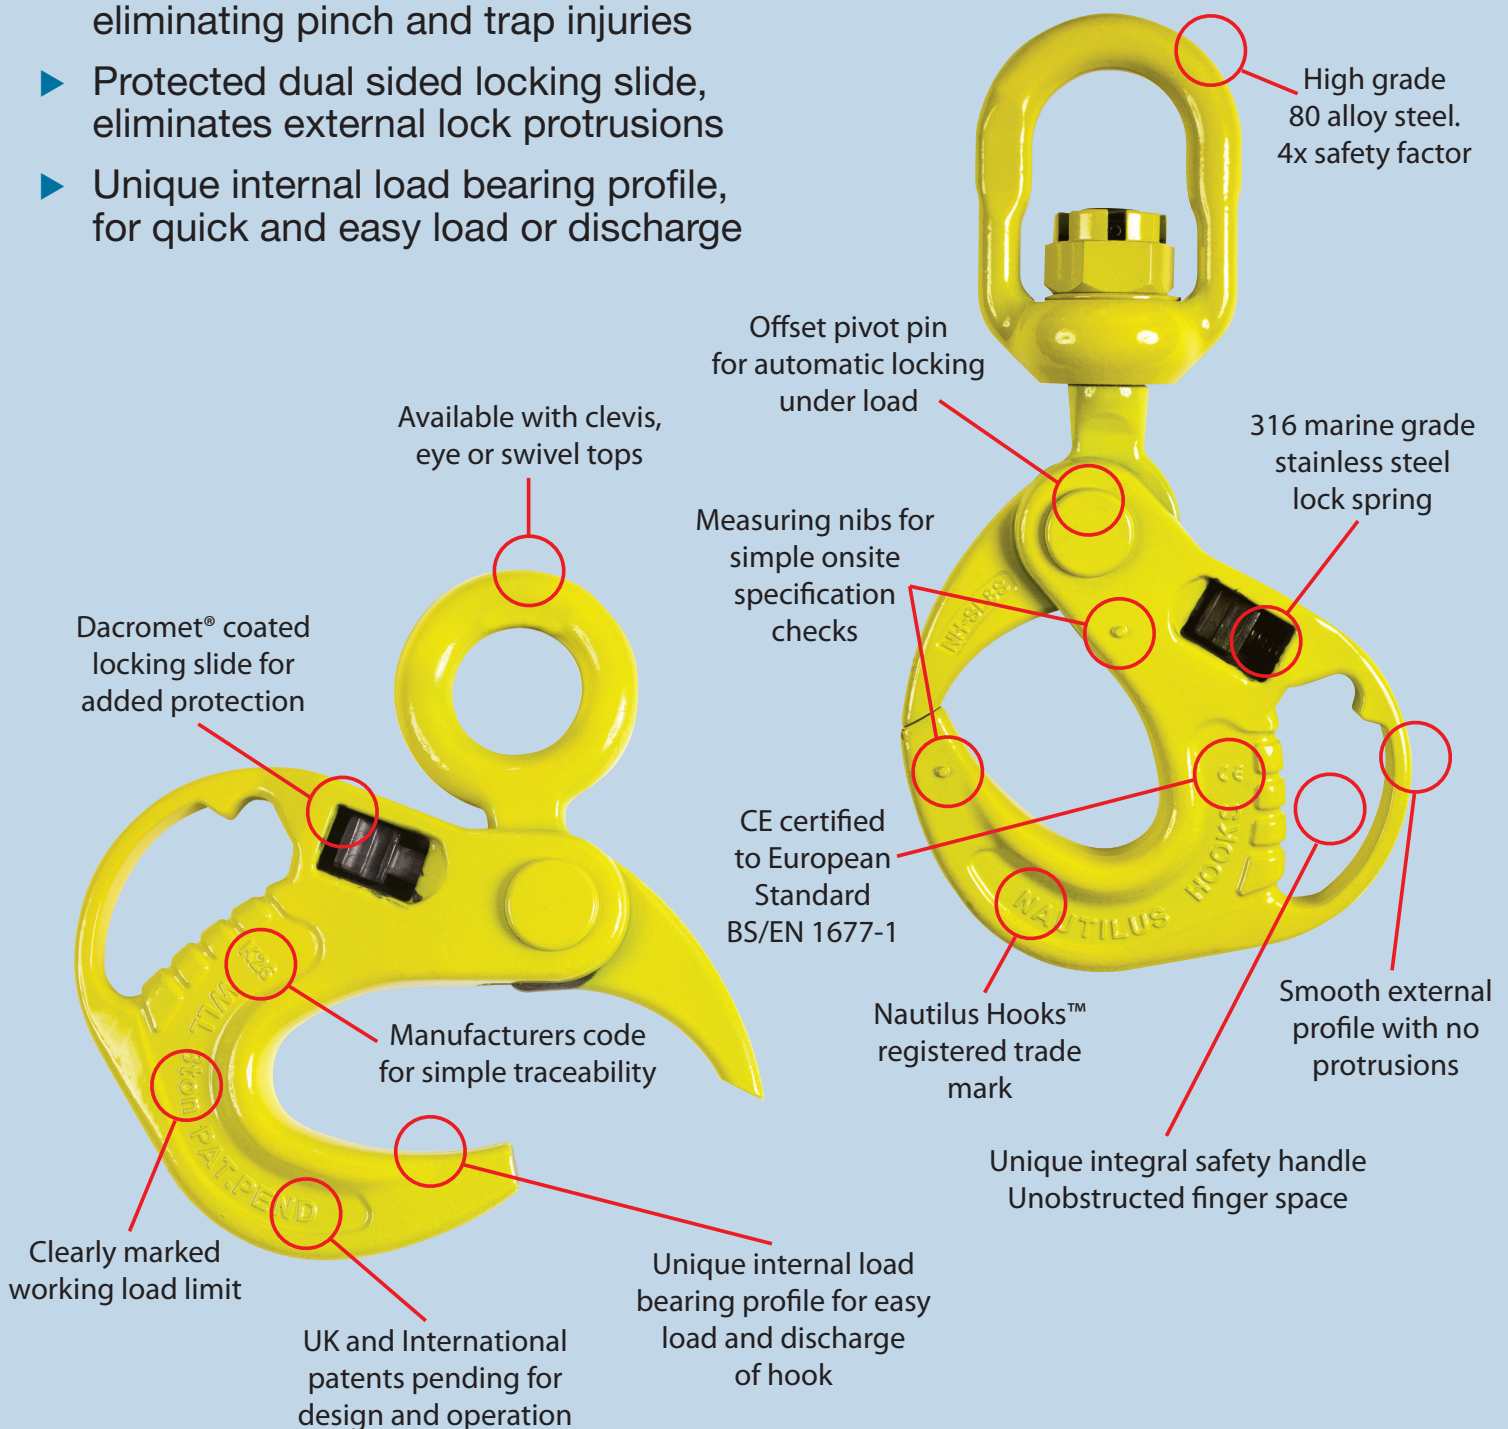 eliminating pinch and trap injuries
▶ Protected dual sided locking slide,
eliminates external lock protrusions
▶ Unique internal load bearing profile,
for quick and easy load or discharge
High grade
80 alloy steel.
4x safety factor
Offset pivot pin
for automatic locking
under load
Available with clevis,
eye or swivel tops
316 marine grade
stainless steel
lock spring
Measuring nibs for
simple onsite
specification
checks
Dacromet® coated
locking slide for
added protection
CE certified
to European
Standard
BS/EN 1677-1
Manufacturers code
for simple traceability
Nautilus Hooks™
registered trade
mark
Smooth external
profile with no
protrusions
Unique integral safety handle
Unobstructed finger space
Clearly marked
working load limit
Unique internal load
bearing profile for easy
load and discharge
of hook
UK and International
patents pending for
design and operation
CE
NAUTILUS HOOKS
K26
WLL
PAT.PEND